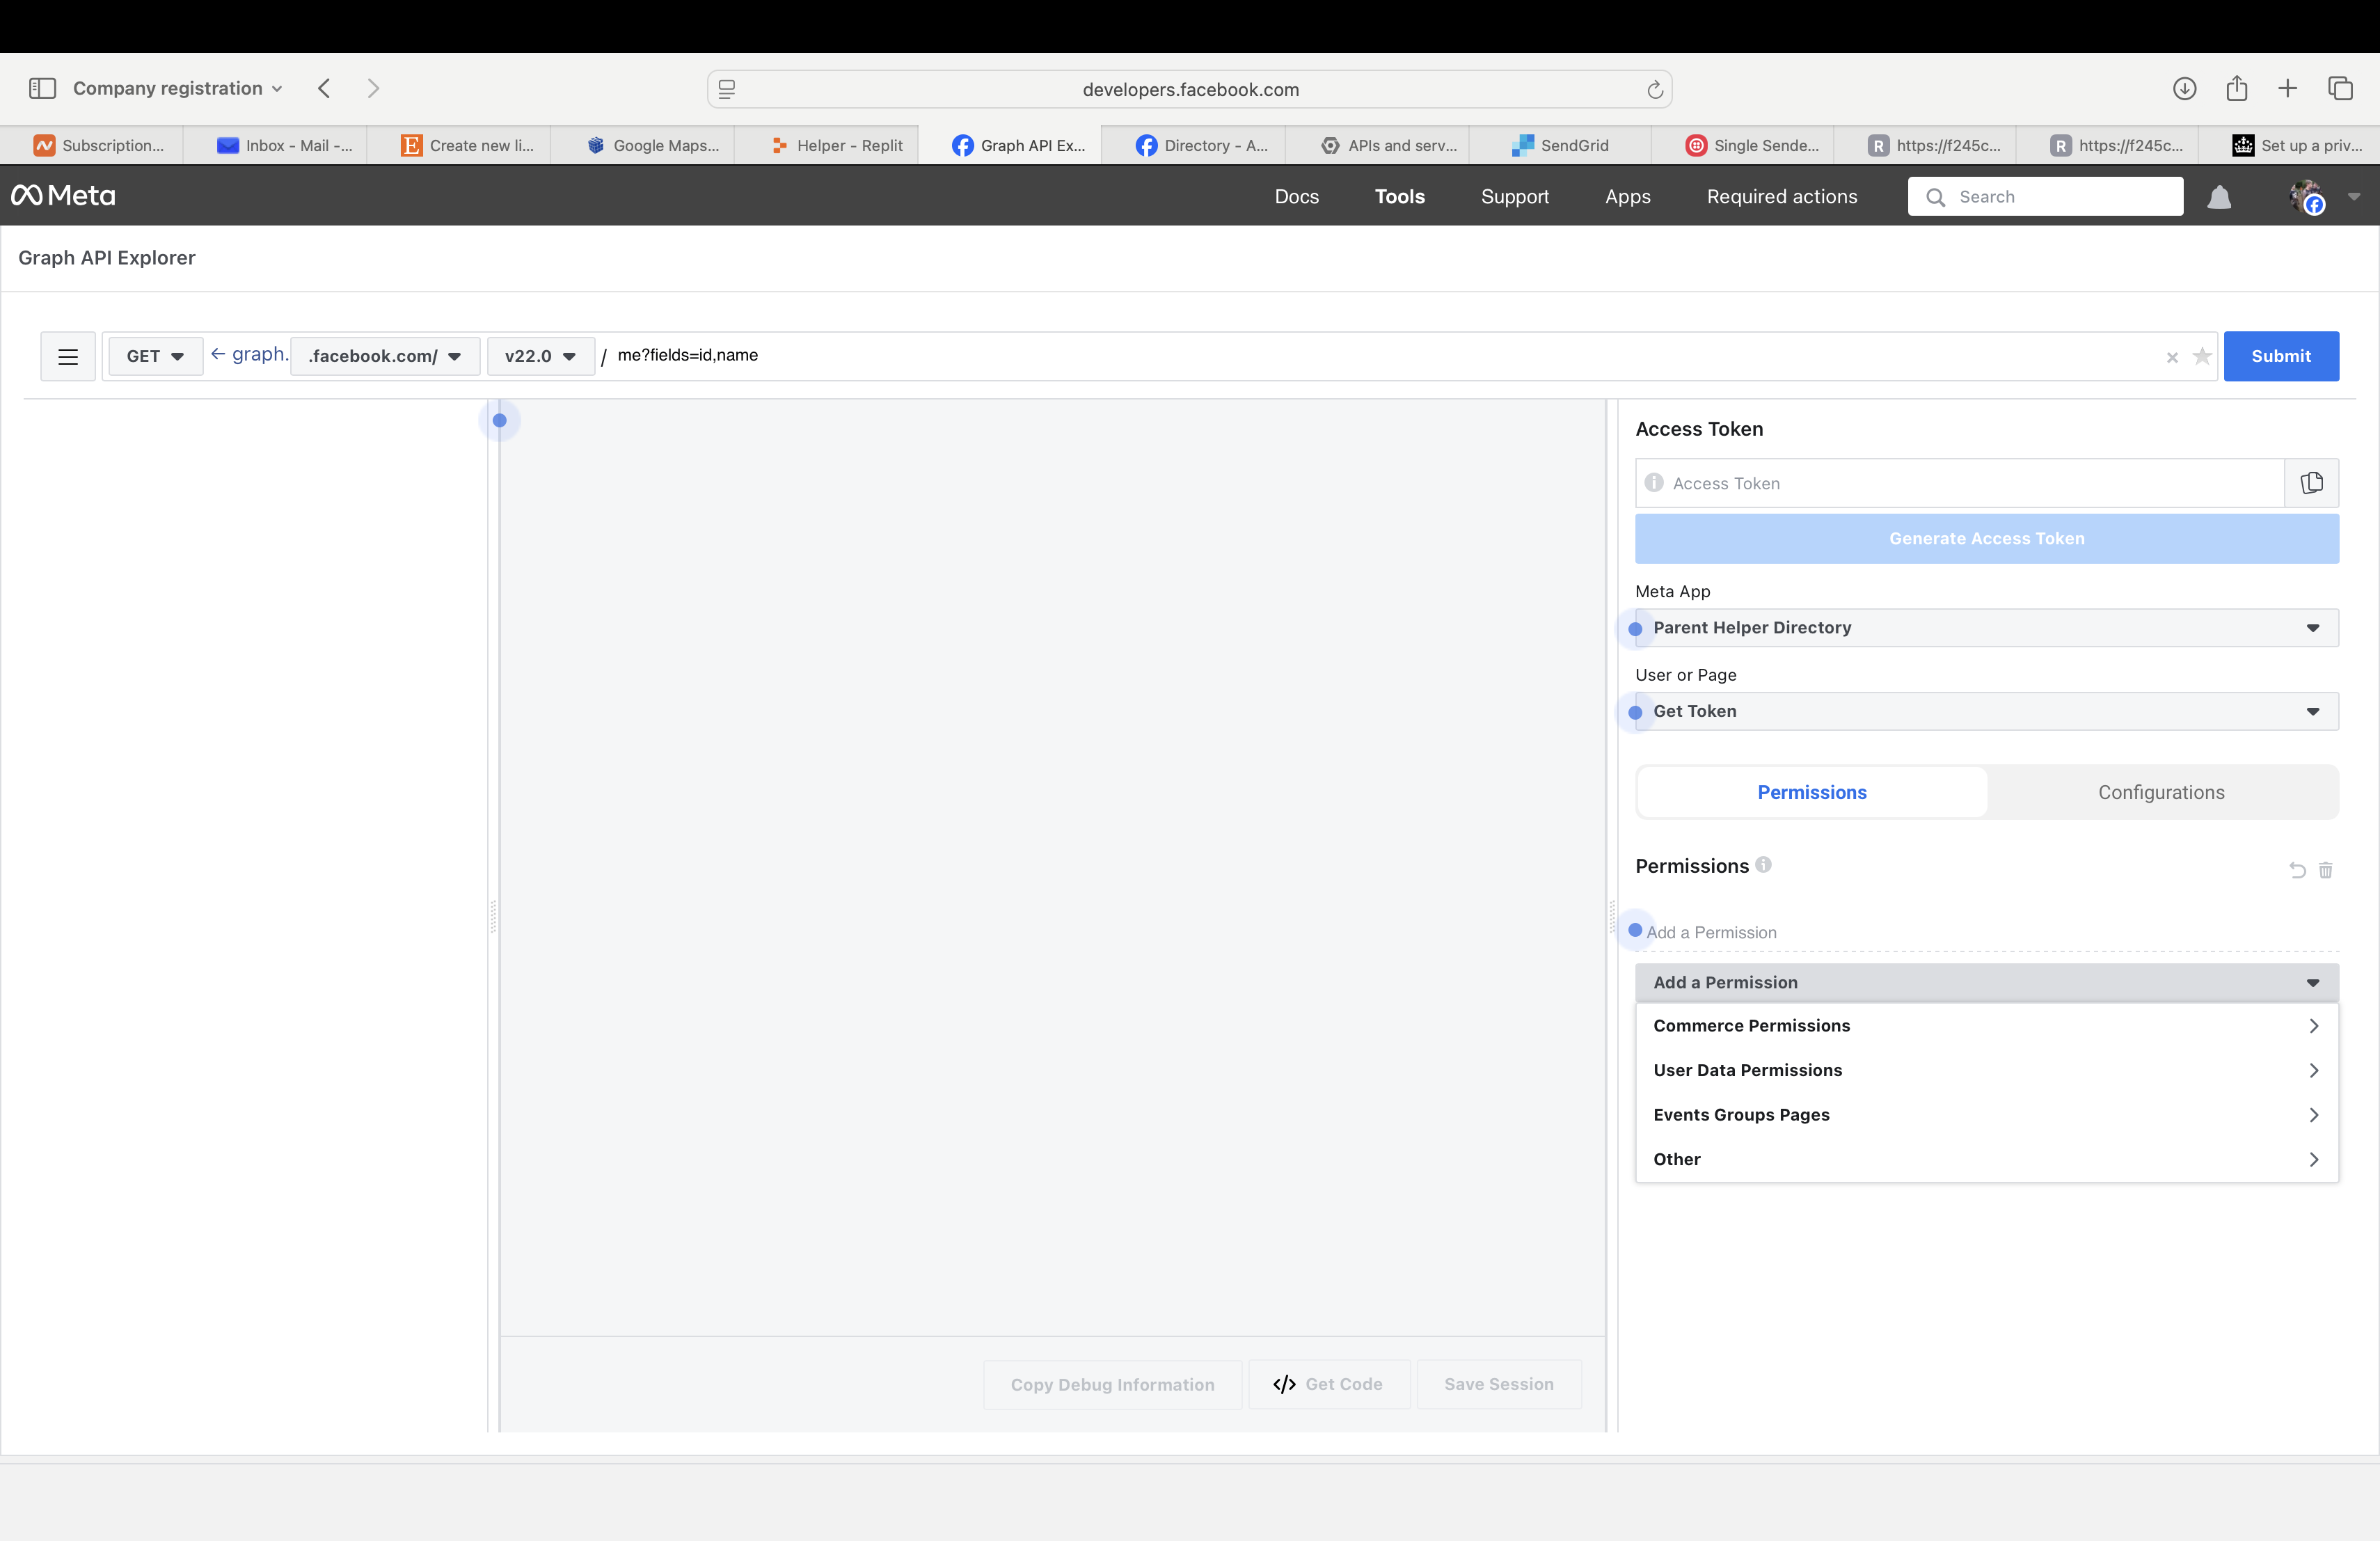 Company registration
developers.facebook.com
Subscription...
Inbox - Mail -...
Create new li...
Google Maps...
Helper - Replit
Graph API Ex...
Directory - A...
APIs and serv...
SendGrid
Single Sende...
https://f245c...
https://f245c...
Set up a priv...
Meta
Docs
Tools
Support
Apps
Required actions
Search
Graph API Explorer
GET
← graph.
.facebook.com/
v22.0
/ me?fields=id,name
Submit
Access Token
Access Token
Generate Access Token
Meta App
Parent Helper Directory
User or Page
Get Token
Permissions
Configurations
Permissions
Add a Permission
Add a Permission
Commerce Permissions
User Data Permissions
Events Groups Pages
Other
Copy Debug Information
</> Get Code
Save Session